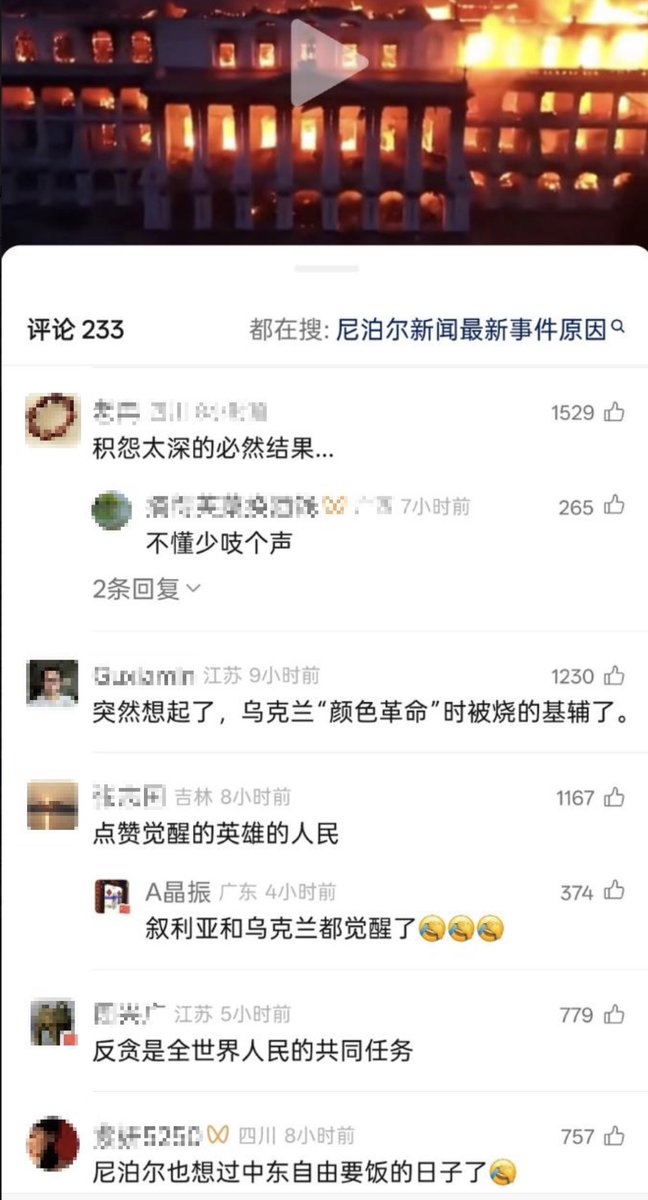 评论 233
都在搜: 尼泊尔新闻最新事件原因
1529
积怨太深的必然结果...
7小时前
265
不懂少吱个声
2条回复
江苏 9小时前
1230
突然想起了，乌克兰“颜色革命”时被烧的基辅了。
吉林 8小时前
1167
点赞觉醒的英雄的人民
A晶振 广东 4小时前
374
叙利亚和乌克兰都觉醒了🤣🤣🤣
江苏 5小时前
779
反贪是全世界人民的共同任务
四川 8小时前
757
尼泊尔也想过中东自由要饭的日子了🤣